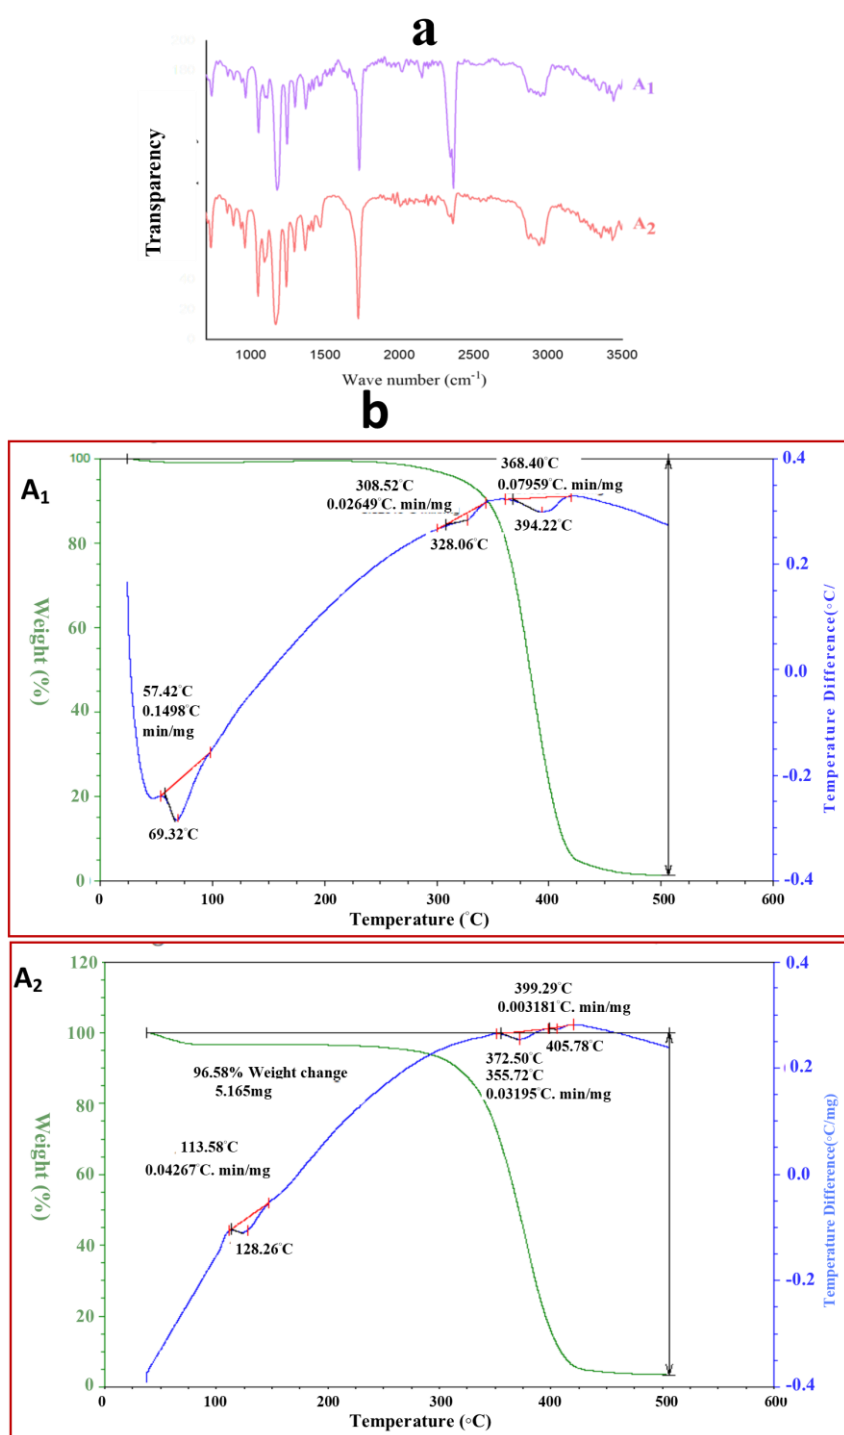 a
200
100
A1
A2
Transparency
40
20
0
1000 1500 2000 2500 3000 3500
Wave number (cm-1)
b
A1
100
80
60
40
20
0
Weight (%)
0.4
0.2
0.0
-0.2
-0.4
Temperature Difference(°C/
368.40°C
0.07959°C. min/mg
308.52°C
0.02649°C. min/mg
328.06°C
394.22°C
57.42°C
0.1498°C
min/mg
69.32°C
0 100 200 300 400 500 600
Temperature (°C)
A2
120
100
80
60
40
20
0
Weight (%)
0.4
0.2
0.0
-0.2
-0.4
Temperature Difference(°C/mg)
399.29°C
0.003181°C. min/mg
405.78°C
372.50°C
355.72°C
0.03195°C. min/mg
96.58% Weight change
5.165mg
113.58°C
0.04267°C. min/mg
128.26°C
0 100 200 300 400 500 600
Temperature (°C)